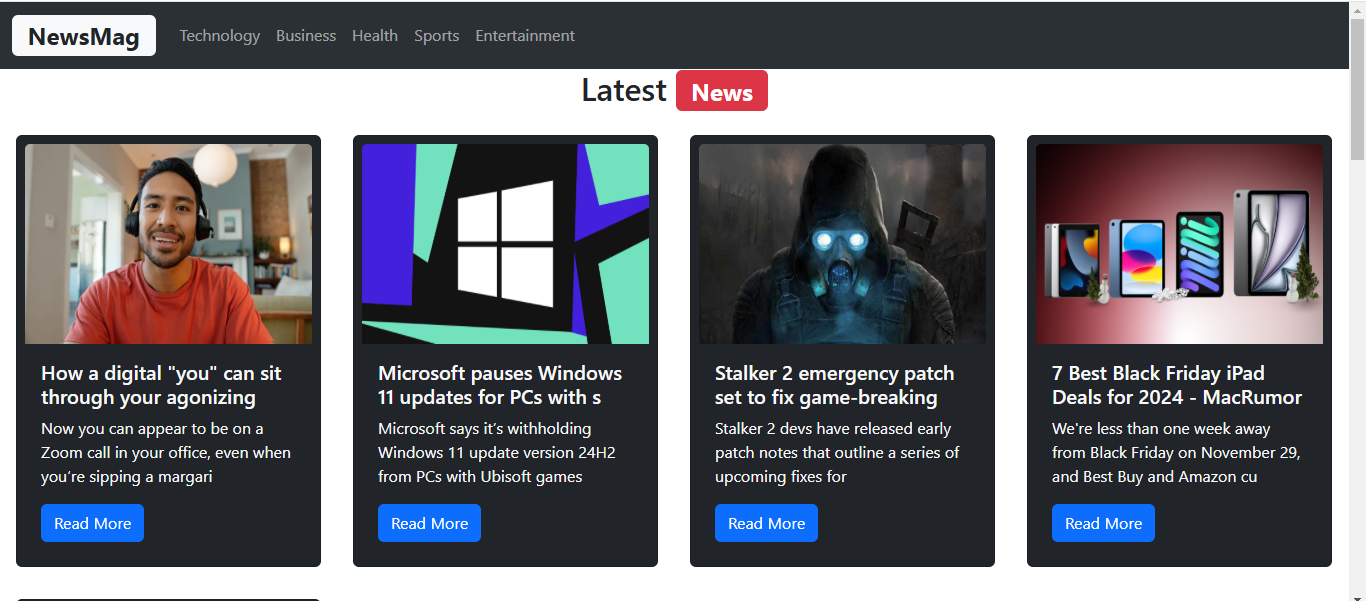 NewsMag Technology Business Health Sports Entertainment
Latest News
How a digital "you" can sit
through your agonizing
Now you can appear to be on a
Zoom call in your office, even when
you’re sipping a margari
Read More
Microsoft pauses Windows
11 updates for PCs with s
Microsoft says it’s withholding
Windows 11 update version 24H2
from PCs with Ubisoft games
Read More
Stalker 2 emergency patch
set to fix game-breaking
Stalker 2 devs have released early
patch notes that outline a series of
upcoming fixes for
Read More
7 Best Black Friday iPad
Deals for 2024 - MacRumor
We're less than one week away
from Black Friday on November 29,
and Best Buy and Amazon cu
Read More